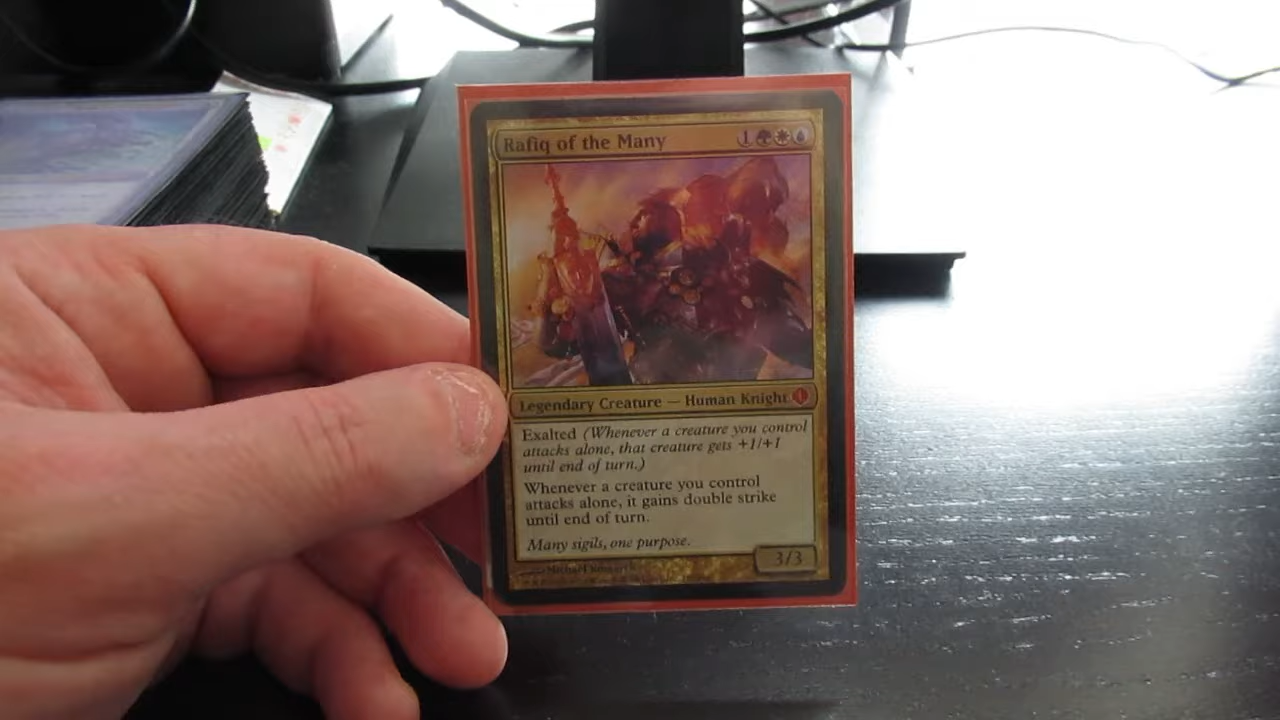 Rafiq of the Many 1
Legendary Creature — Human Knight
Exalted (Whenever a creature you control
attacks alone, that creature gets +1/+1
until end of turn.)
Whenever a creature you control
attacks alone, it gains double strike
until end of turn.
Many sigils, one purpose.
3/3
Michael